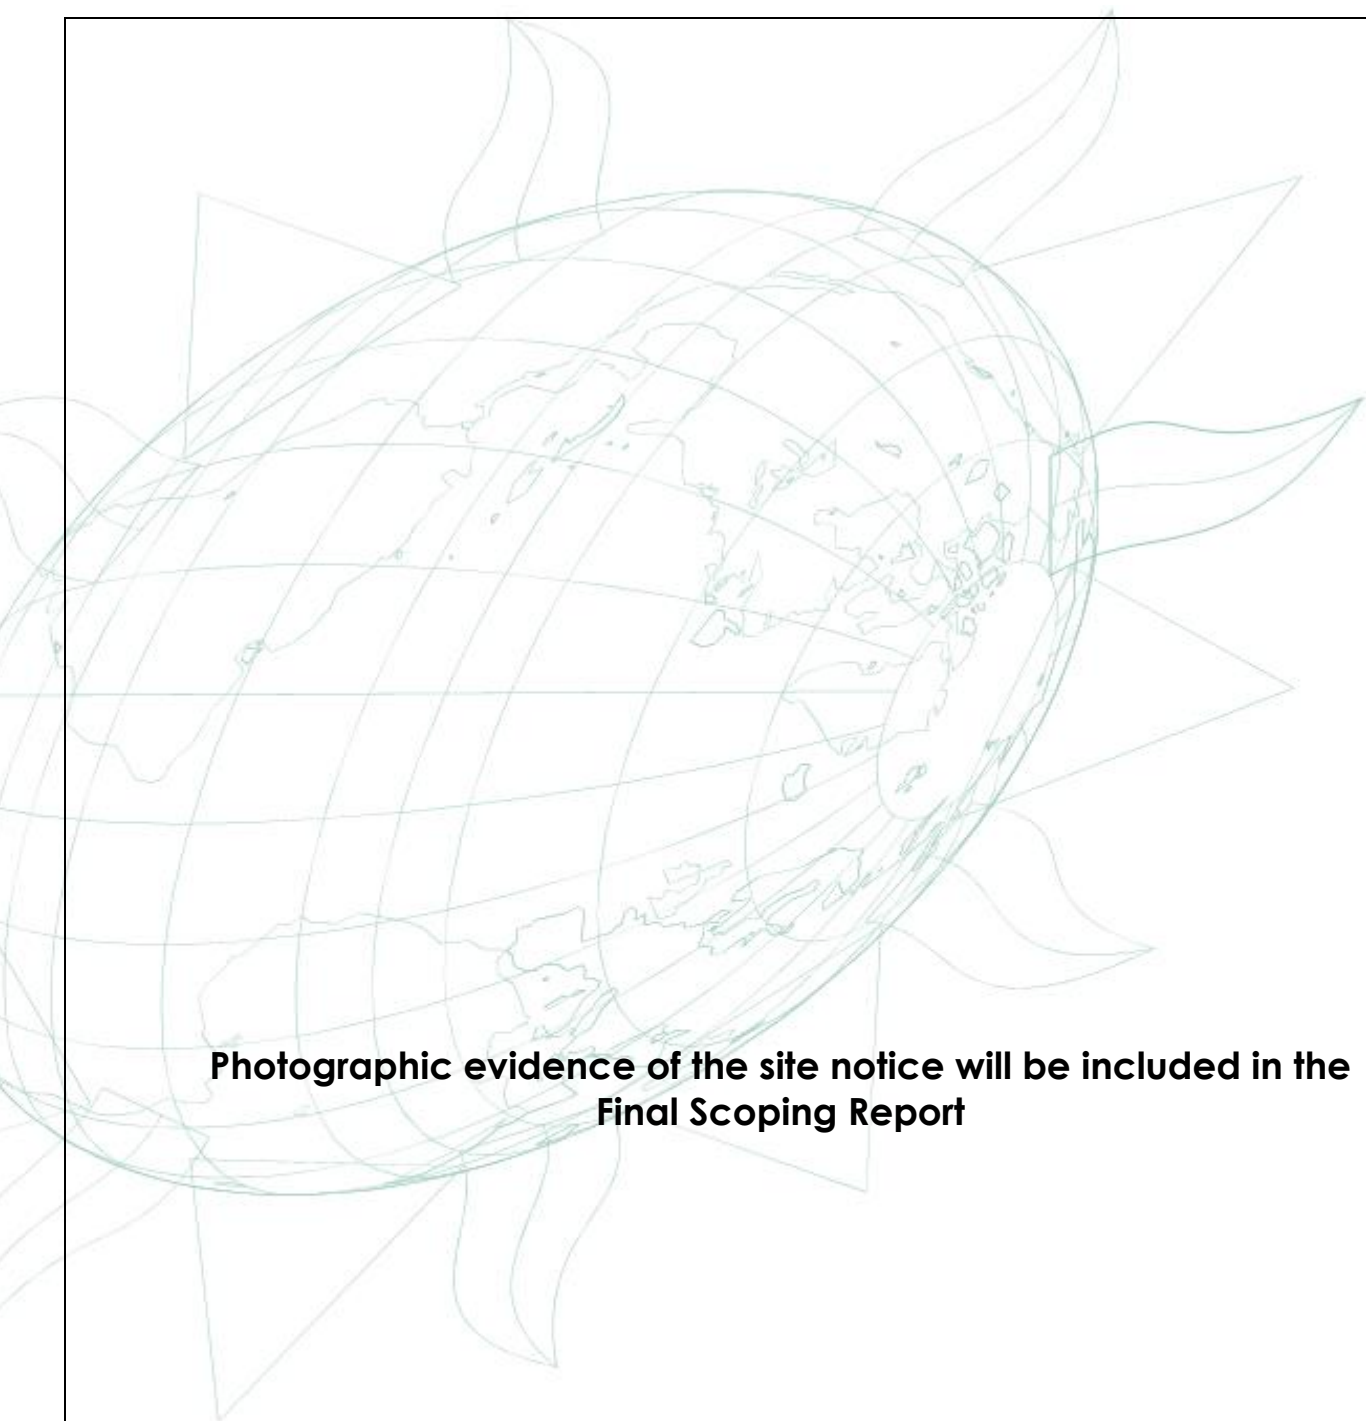 Photographic evidence of the site notice will be included in the
Final Scoping Report